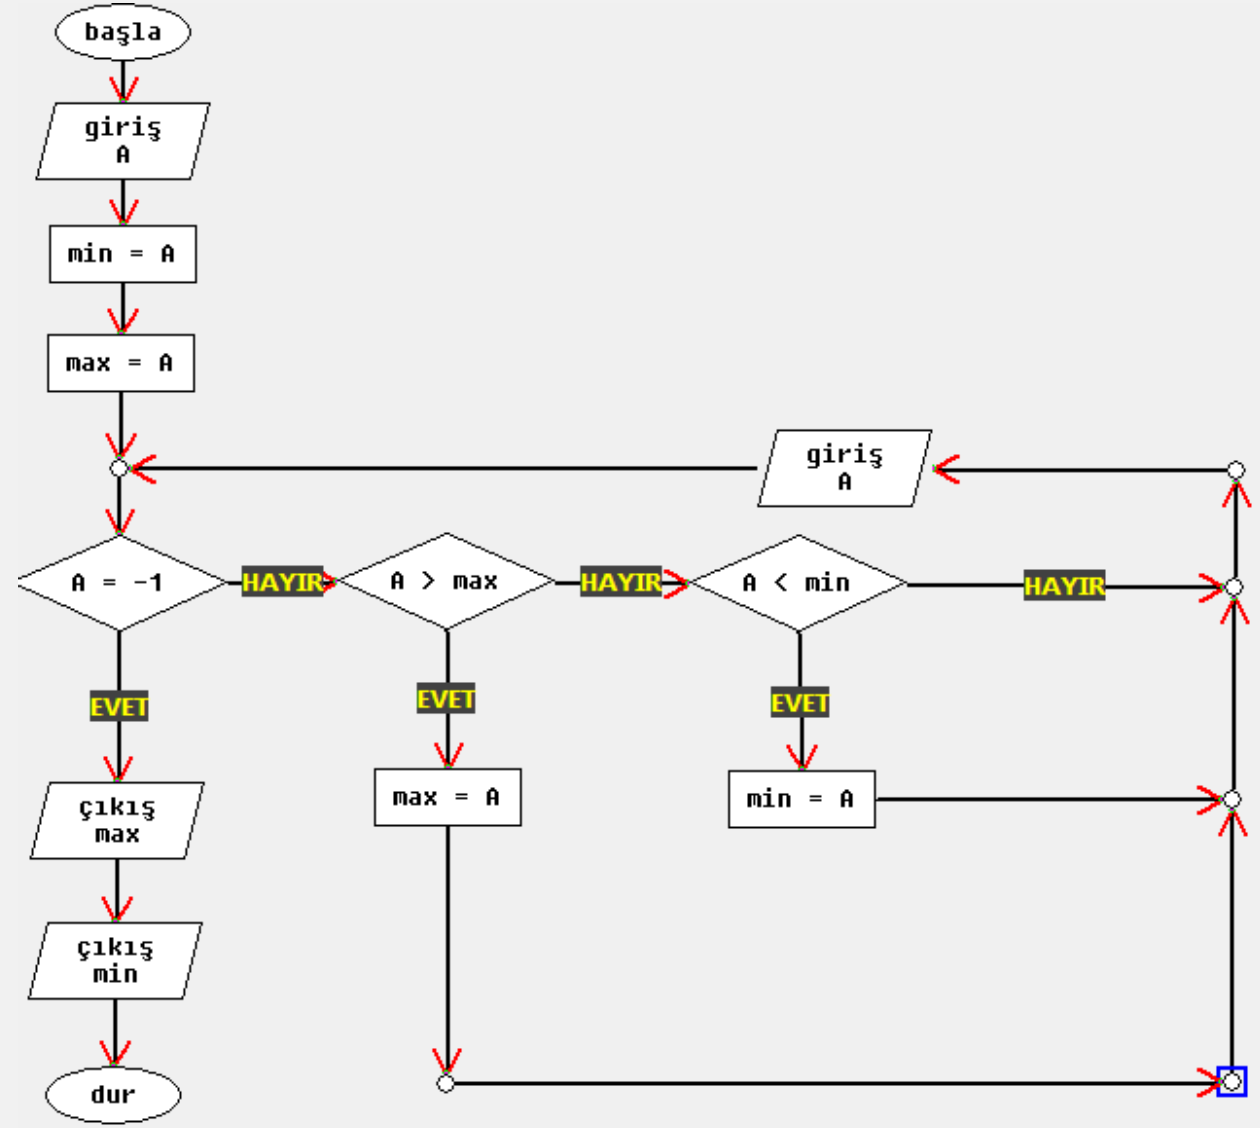 başla
giriş
A
min = A
max = A
giriş
A
A = -1
HAYIR
A > max
HAYIR
A < min
HAYIR
EVET
EVET
EVET
çıkış
max
max = A
min = A
çıkış
min
dur